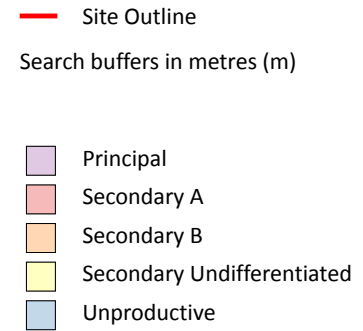 Site Outline
Search buffers in metres (m)
Principal
Secondary A
Secondary B
Secondary Undifferentiated
Unproductive